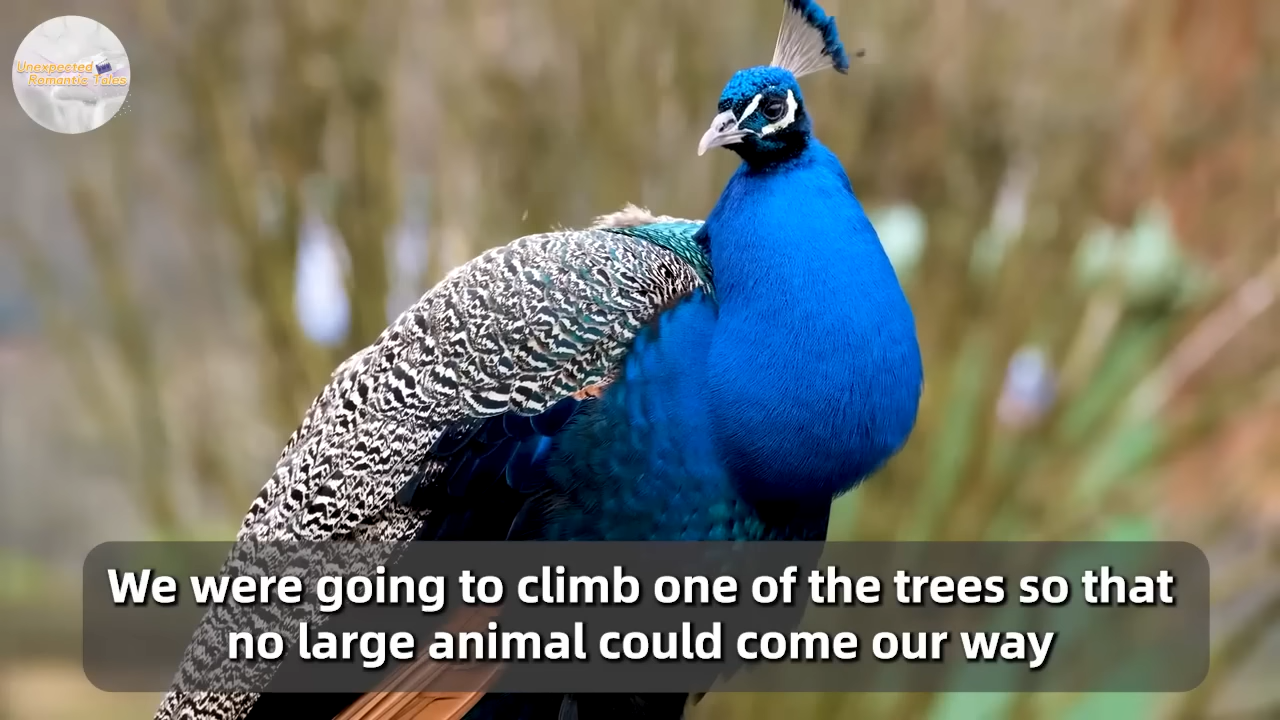 Unexpected
Romantic Tales
We were going to climb one of the trees so that
no large animal could come our way